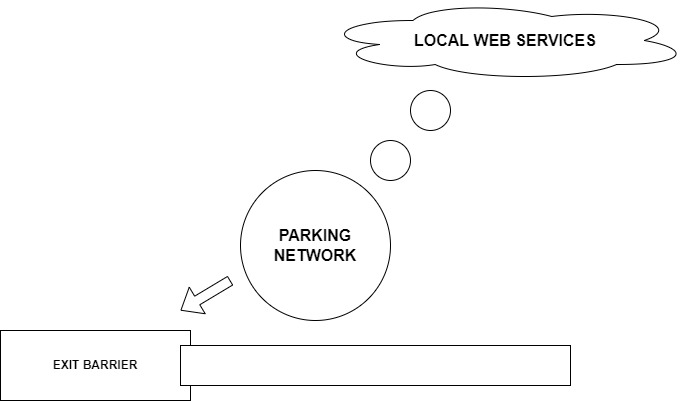 LOCAL WEB SERVICES
PARKING
NETWORK
EXIT BARRIER